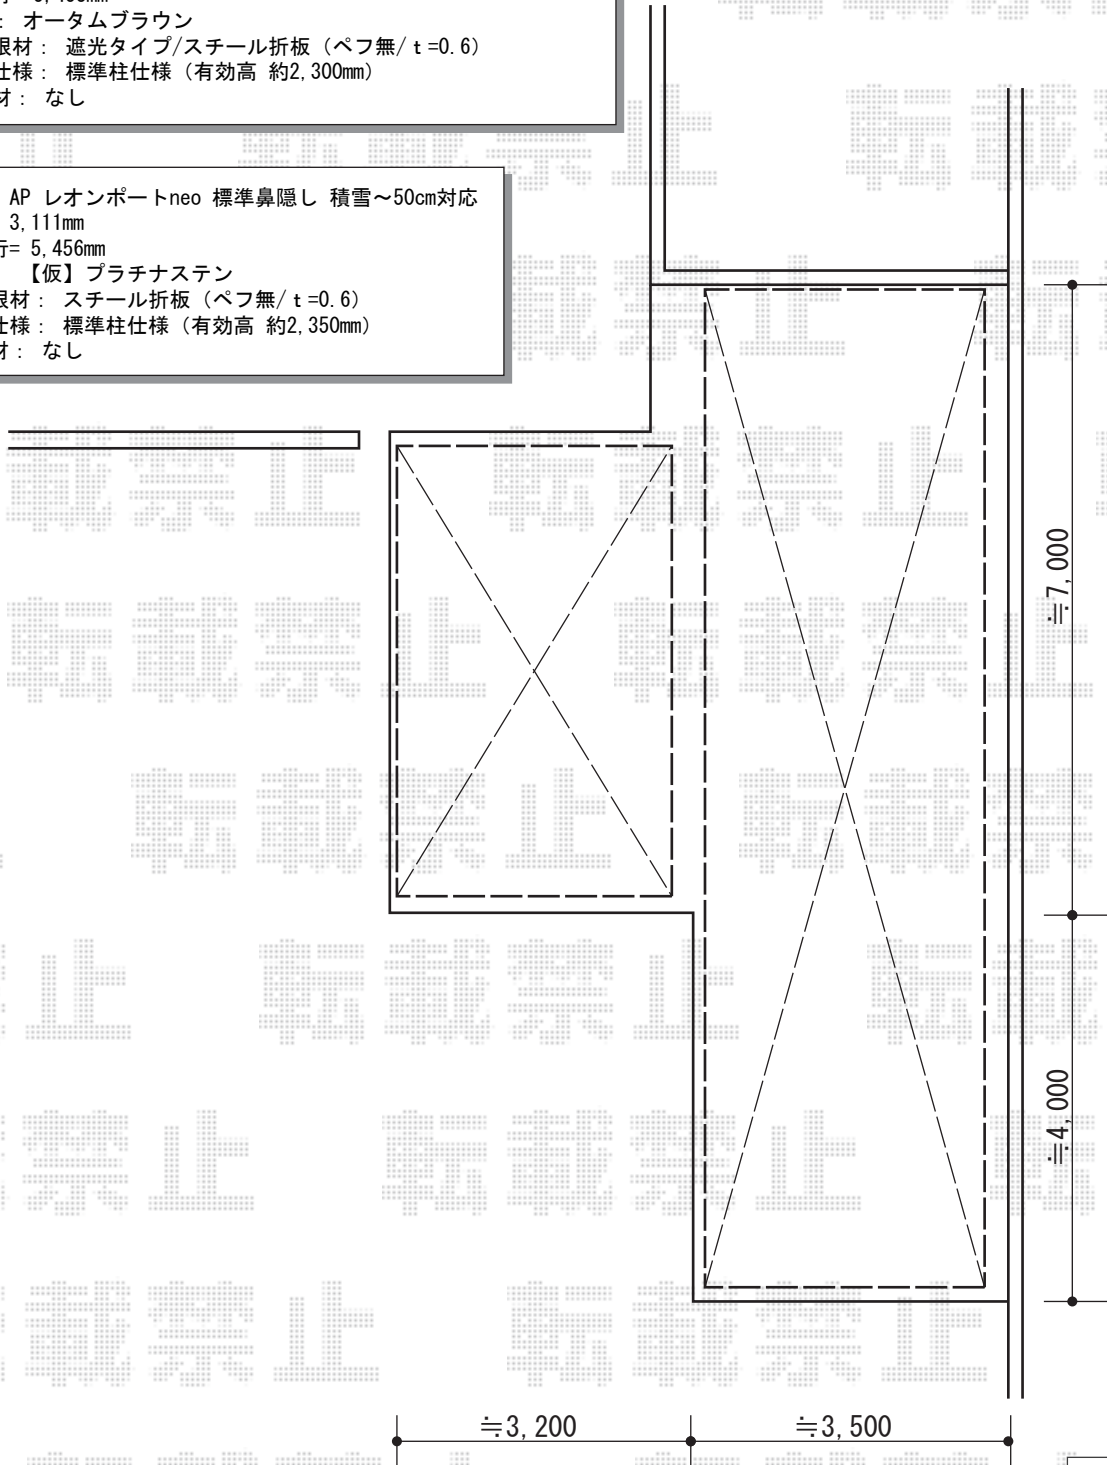 ： オータムブラウン
根材： 遮光タイプ/スチール折板（ペフ無/ｔ=0.6）
仕様： 標準柱仕様（有効高 約2,300mm）
材： なし
AP レオンポートneo 標準鼻隠し 積雪～50cm対応
3,111mm
行= 5,456mm
【仮】プラチナステン
根材： スチール折板（ペフ無/ｔ=0.6）
仕様： 標準柱仕様（有効高 約2,350mm）
材： なし
≒7,000
≒4,000
≒3,200
≒3,500
転載禁止